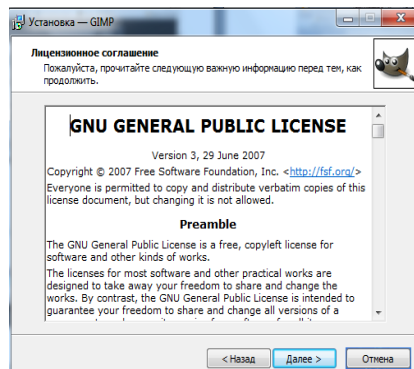 Установка — GIMP
Лицензионное соглашение
Пожалуйста, прочитайте следующую важную информацию перед тем, как
продолжить.
GNU GENERAL PUBLIC LICENSE
Version 3, 29 June 2007
Copyright © 2007 Free Software Foundation, Inc. <http://fsf.org/>
Everyone is permitted to copy and distribute verbatim copies of this
license document, but changing it is not allowed.
Preamble
The GNU General Public License is a free, copyleft license for
software and other kinds of works.
The licenses for most software and other practical works are
designed to take away your freedom to share and change the
works. By contrast, the GNU General Public License is intended to
guarantee your freedom to share and change all versions of a
< Назад
Далее >
Отмена